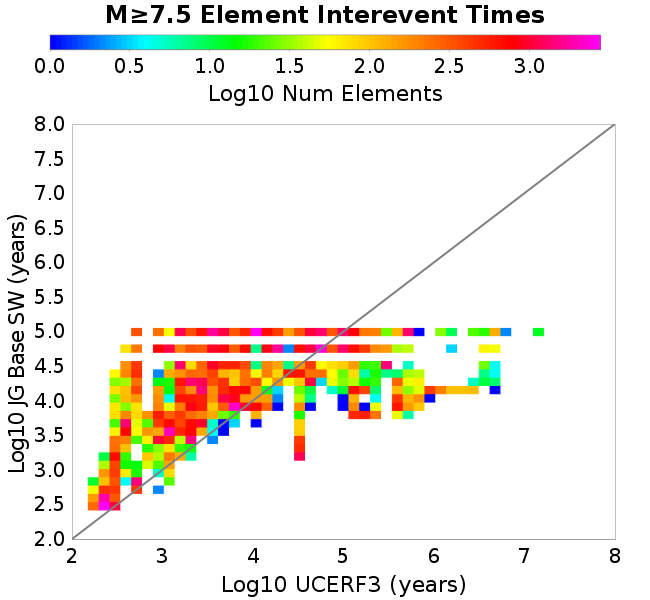 M≥7.5 Element Interevent Times
0.0 0.5 1.0 1.5 2.0 2.5 3.0
Log10 Num Elements
8.0
7.5
7.0
6.5
6.0
5.5
5.0
4.5
4.0
3.5
3.0
2.5
2.0
Log10 JG Base SW (years)
2 3 4 5 6 7 8
Log10 UCERF3 (years)